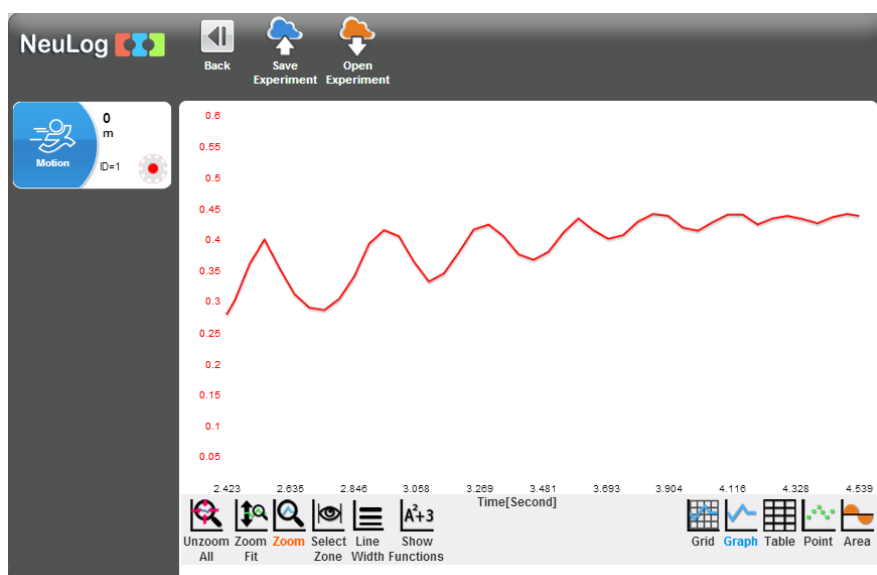 NeuLog
Back
Save
Experiment
Open
Experiment
Motion
0
m
ID=1
0.6
0.55
0.5
0.45
0.4
0.35
0.3
0.25
0.2
0.15
0.1
0.05
2.423 2.635 2.846 3.058 3.269 3.481 3.693 3.904 4.116 4.328 4.539
Time[Second]
A²+3
Unzoom
All
Zoom
Fit
Zoom
Select
Zone
Line
Width
Show
Functions
Grid
Graph
Table
Point
Area